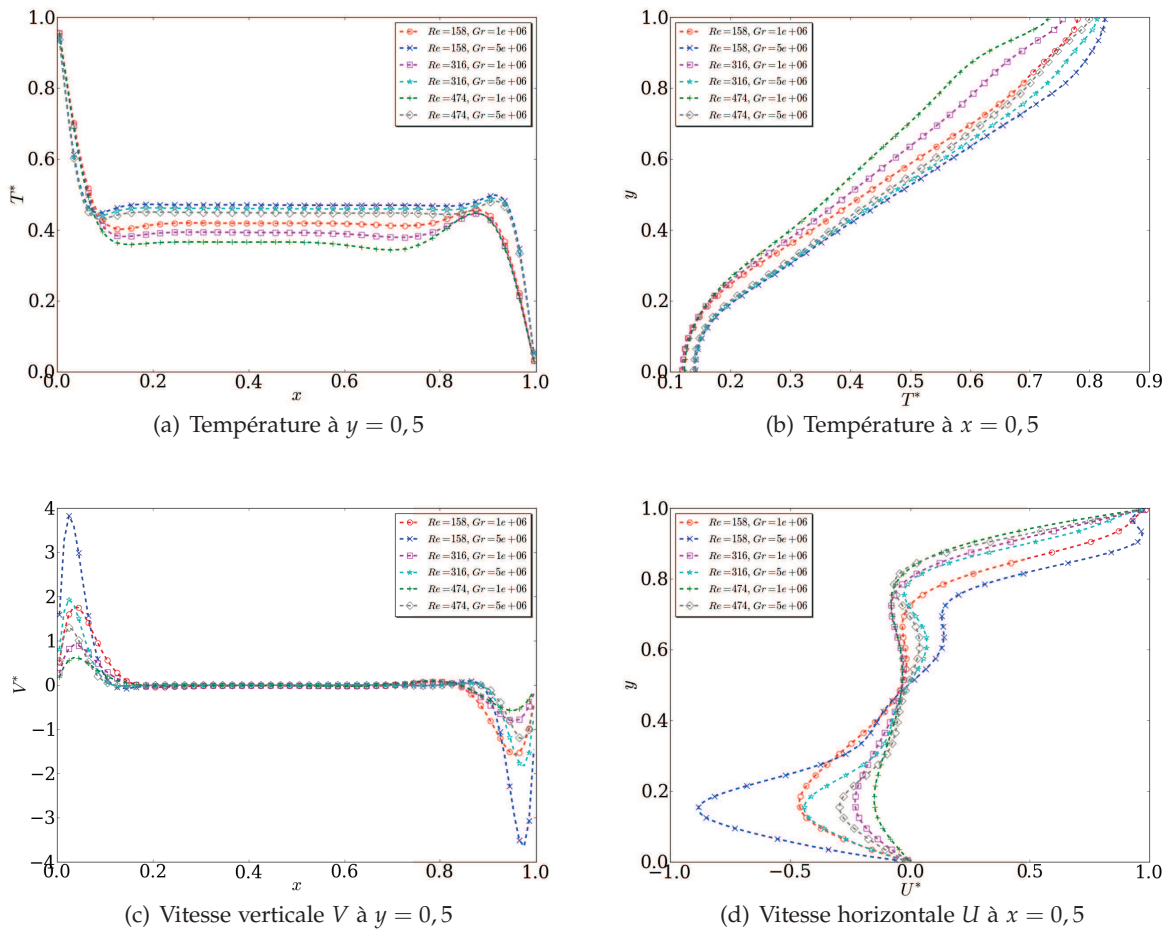 1.0
0.8
0.6
0.4
0.2
0.0
T*
0.0 0.2 0.4 0.6 0.8 1.0
x
Re=158, Gr=1e+06
Re=158, Gr=5e+06
Re=316, Gr=1e+06
Re=316, Gr=5e+06
Re=474, Gr=1e+06
Re=474, Gr=5e+06
(a) Température à y = 0,5
1.0
0.8
0.6
0.4
0.2
0.0
y
0.1 0.2 0.3 0.4 0.5 0.6 0.7 0.8 0.9
T*
Re=158, Gr=1e+06
Re=158, Gr=5e+06
Re=316, Gr=1e+06
Re=316, Gr=5e+06
Re=474, Gr=1e+06
Re=474, Gr=5e+06
(b) Température à x = 0,5
4
3
2
1
0
−1
−2
−3
−4
V*
0.0 0.2 0.4 0.6 0.8 1.0
x
Re=158, Gr=1e+06
Re=158, Gr=5e+06
Re=316, Gr=1e+06
Re=316, Gr=5e+06
Re=474, Gr=1e+06
Re=474, Gr=5e+06
(c) Vitesse verticale V à y = 0,5
1.0
0.8
0.6
0.4
0.2
0.0
y
−1.0 −0.5 0.0 0.5 1.0
U*
Re=158, Gr=1e+06
Re=158, Gr=5e+06
Re=316, Gr=1e+06
Re=316, Gr=5e+06
Re=474, Gr=1e+06
Re=474, Gr=5e+06
(d) Vitesse horizontale U à x = 0,5